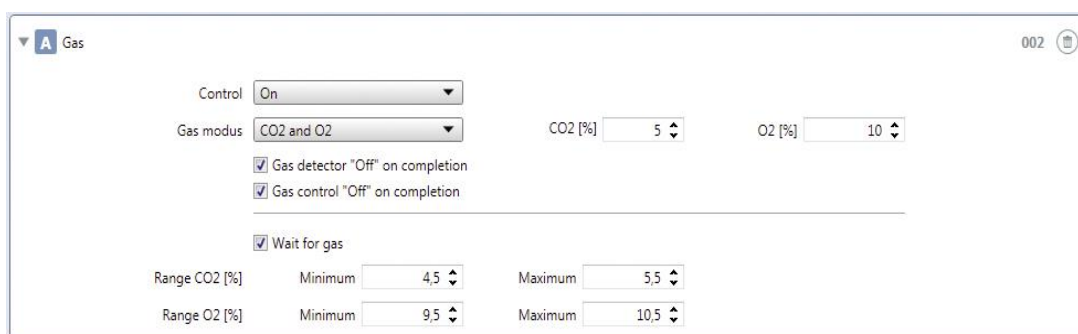 A Gas 002
Control On
Gas modus CO2 and O2 CO2 [%] 5 O2 [%] 10
Gas detector "Off" on completion
Gas control "Off" on completion
Wait for gas
Range CO2 [%] Minimum 4,5 Maximum 5,5
Range O2 [%] Minimum 9,5 Maximum 10,5